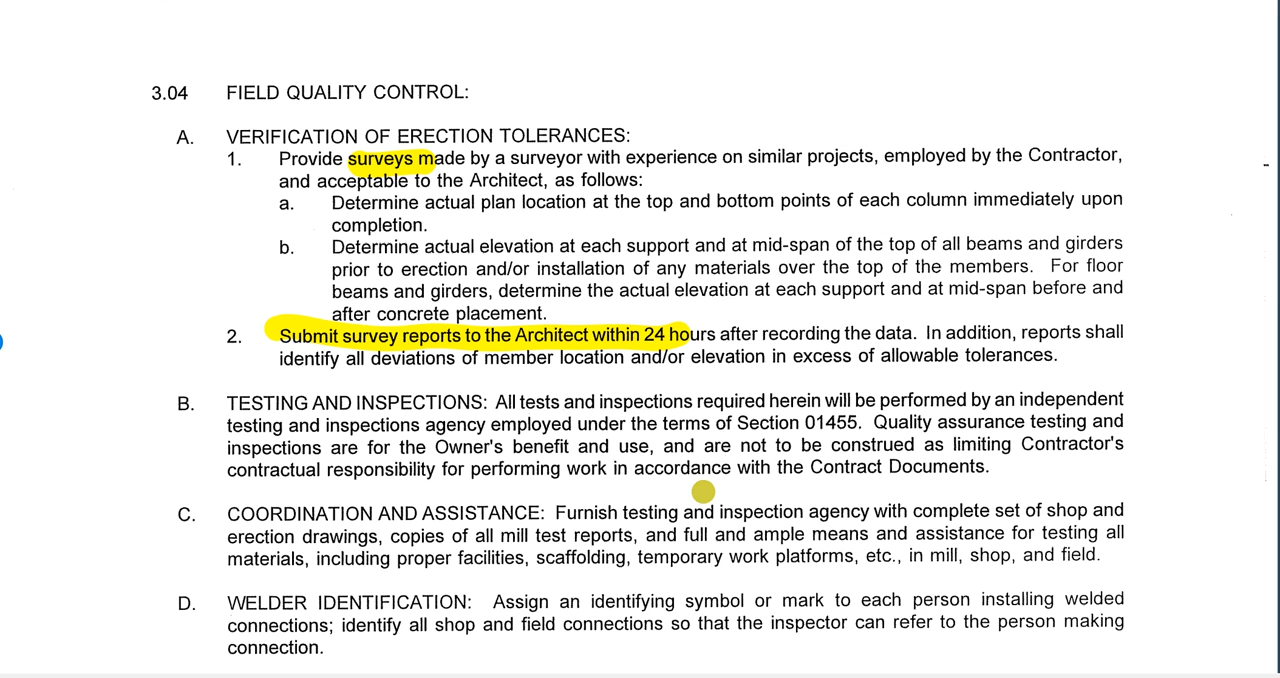 3.04 FIELD QUALITY CONTROL:
A. VERIFICATION OF ERECTION TOLERANCES:
1. Provide surveys made by a surveyor with experience on similar projects, employed by the Contractor,
and acceptable to the Architect, as follows:
a. Determine actual plan location at the top and bottom points of each column immediately upon
completion.
b. Determine actual elevation at each support and at mid-span of the top of all beams and girders
prior to erection and/or installation of any materials over the top of the members. For floor
beams and girders, determine the actual elevation at each support and at mid-span before and
after concrete placement.
2. Submit survey reports to the Architect within 24 hours after recording the data. In addition, reports shall
identify all deviations of member location and/or elevation in excess of allowable tolerances.
B. TESTING AND INSPECTIONS: All tests and inspections required herein will be performed by an independent
testing and inspections agency employed under the terms of Section 01455. Quality assurance testing and
inspections are for the Owner's benefit and use, and are not to be construed as limiting Contractor's
contractual responsibility for performing work in accordance with the Contract Documents.
C. COORDINATION AND ASSISTANCE: Furnish testing and inspection agency with complete set of shop and
erection drawings, copies of all mill test reports, and full and ample means and assistance for testing all
materials, including proper facilities, scaffolding, temporary work platforms, etc., in mill, shop, and field.
D. WELDER IDENTIFICATION: Assign an identifying symbol or mark to each person installing welded
connections; identify all shop and field connections so that the inspector can refer to the person making
connection.